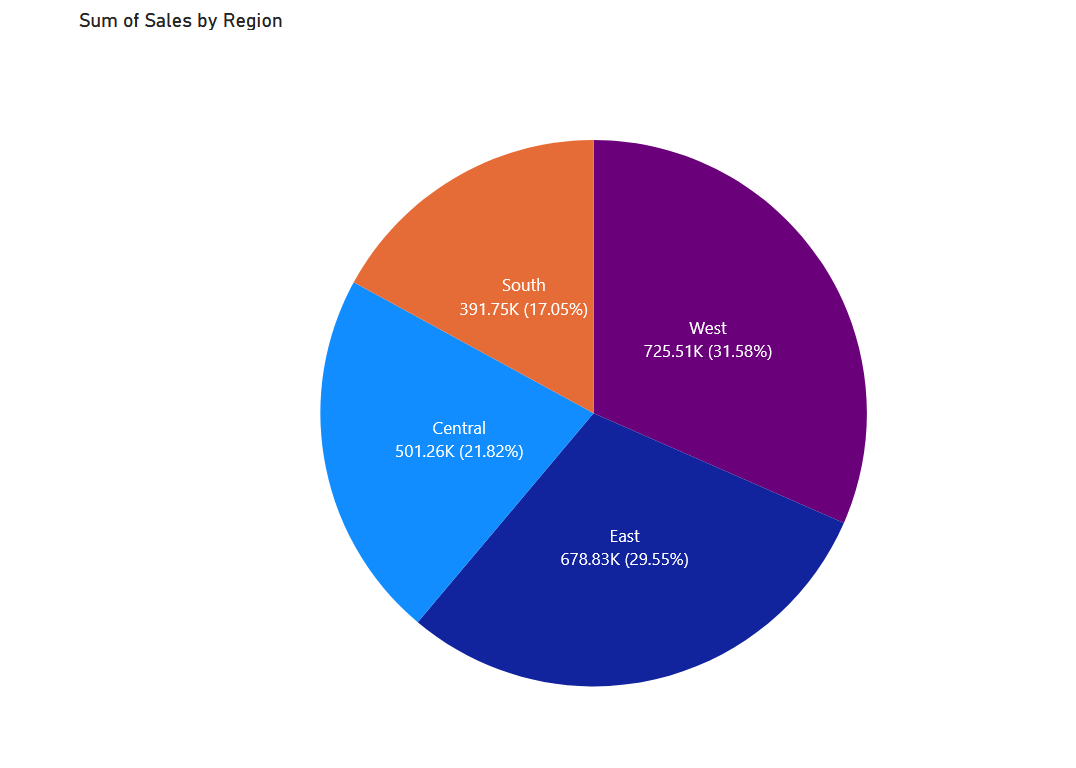 Sum of Sales by Region
South
391.75K (17.05%)
West
725.51K (31.58%)
Central
501.26K (21.82%)
East
678.83K (29.55%)